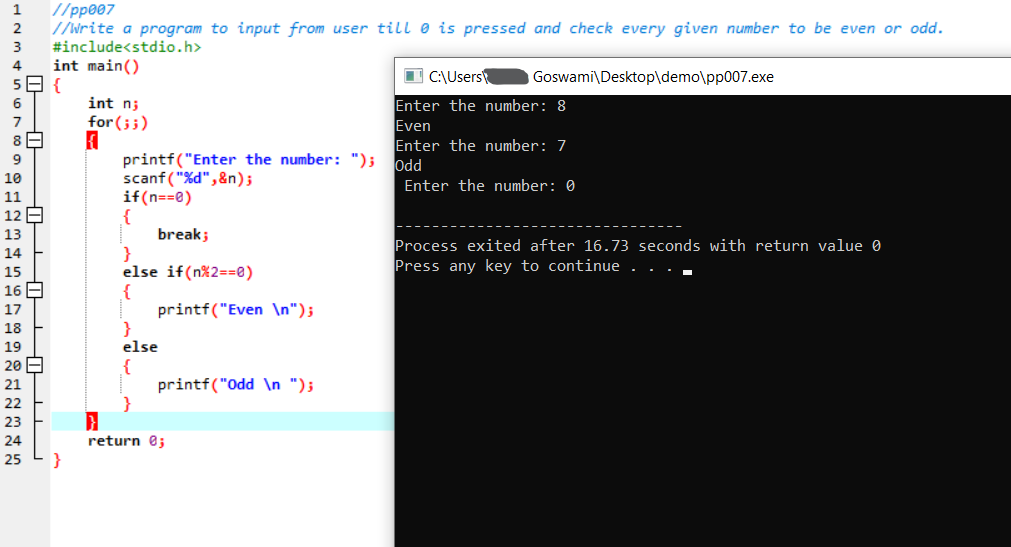 1 //pp007
2 //Write a program to input from user till 0 is pressed and check every given number to be even or odd.
3 #include<stdio.h>
4 int main()
5 {
6 int n;
7 for(;;)
8 {
9 printf("Enter the number: ");
10 scanf("%d",&n);
11 if(n==0)
12 {
13 break;
14 }
15 else if(n%2==0)
16 {
17 printf("Even \n");
18 }
19 else
20 {
21 printf("Odd \n ");
22 }
23 }
24 return 0;
25 }
C:\Users\ Goswami\Desktop\demo\pp007.exe
Enter the number: 8
Even
Enter the number: 7
Odd
 Enter the number: 0
--------------------------------
Process exited after 16.73 seconds with return value 0
Press any key to continue . . .